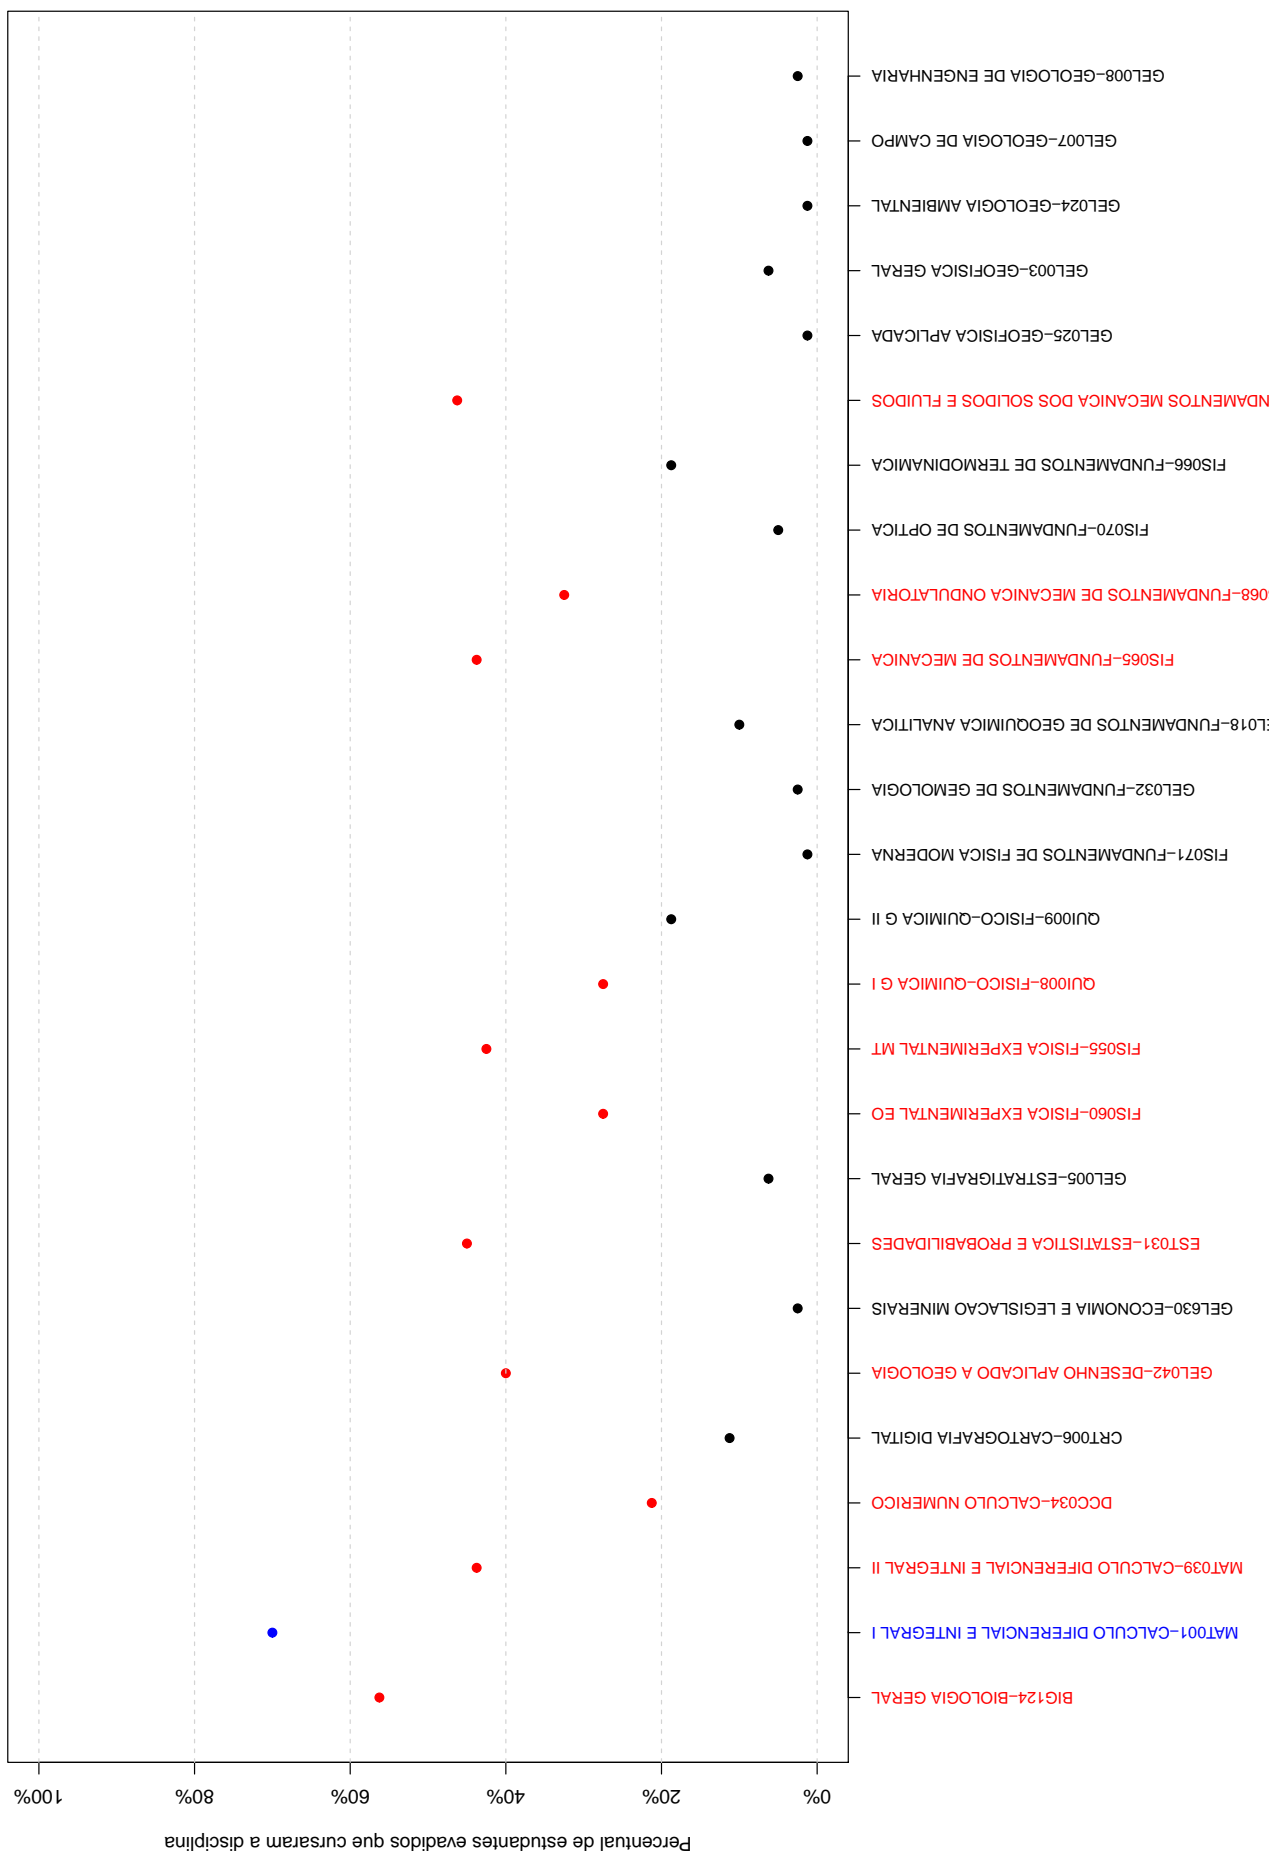 Percentual de estudantes evadidos que cursaram a disciplina
0% 20% 40% 60% 80% 100%
BIG124−BIOLOGIA GERAL
MAT001−CALCULO DIFERENCIAL E INTEGRAL I
MAT039−CALCULO DIFERENCIAL E INTEGRAL II
DCC034−CALCULO NUMERICO
CRT006−CARTOGRAFIA DIGITAL
GEL042−DESENHO APLICADO A GEOLOGIA
GEL630−ECONOMIA E LEGISLACAO MINERAIS
EST031−ESTATISTICA E PROBABILIDADES
GEL005−ESTRATIGRAFIA GERAL
FIS060−FISICA EXPERIMENTAL EO
FIS055−FISICA EXPERIMENTAL MT
QUI008−FISICO−QUIMICA G I
QUI009−FISICO−QUIMICA G II
FIS071−FUNDAMENTOS DE FISICA MODERNA
GEL032−FUNDAMENTOS DE GEMOLOGIA
EL018−FUNDAMENTOS DE GEOQUIMICA ANALITICA
FIS065−FUNDAMENTOS DE MECANICA
068−FUNDAMENTOS DE MECANICA ONDULATORIA
FIS070−FUNDAMENTOS DE OPTICA
FIS066−FUNDAMENTOS DE TERMODINAMICA
NDAMENTOS MECANICA DOS SOLIDOS E FLUIDOS
GEL025−GEOFISICA APLICADA
GEL003−GEOFISICA GERAL
GEL024−GEOLOGIA AMBIENTAL
GEL007−GEOLOGIA DE CAMPO
GEL008−GEOLOGIA DE ENGENHARIA